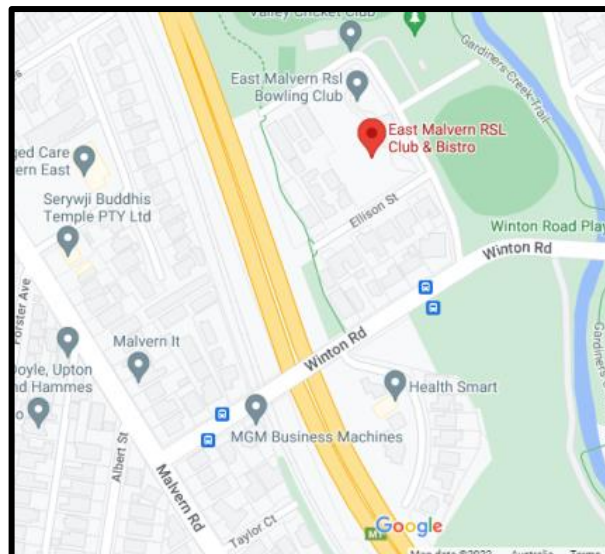 Valley Cricket Club
East Malvern Rsl
Bowling Club
Gardiners Creek Trail
East Malvern RSL
Club & Bistro
ged Care
ern East
Ellison St
Serywji Buddhis
Temple PTY Ltd
Winton Road Play
Winton Rd
Forster Ave
Malvern It
Winton Rd
Doyle, Upton
nd Hammes
Health Smart
o
MGM Business Machines
Albert St
Malvern Rd
Taylor Ct
M1
Google
Map data ©2022 Australia Terms